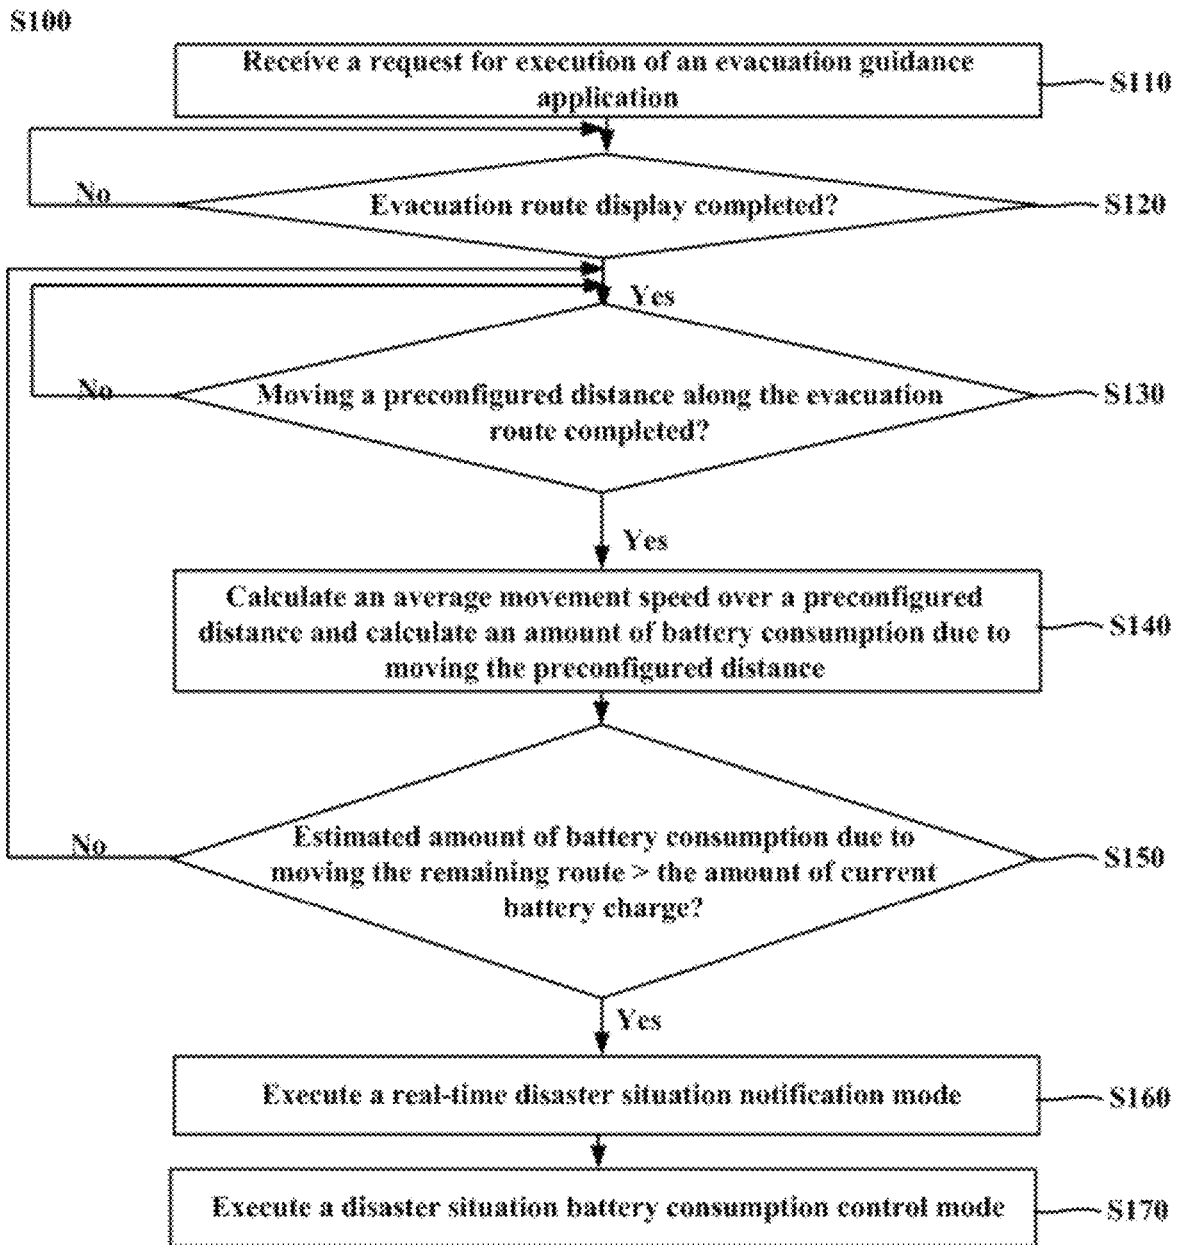 S100
Receive a request for execution of an evacuation guidance
application
S110
No
Evacuation route display completed?
S120
Yes
No
Moving a preconfigured distance along the evacuation
route completed?
S130
Yes
Calculate an average movement speed over a preconfigured
distance and calculate an amount of battery consumption due to
moving the preconfigured distance
S140
No
Estimated amount of battery consumption due to
moving the remaining route > the amount of current
battery charge?
S150
Yes
Execute a real-time disaster situation notification mode
S160
Execute a disaster situation battery consumption control mode
S170